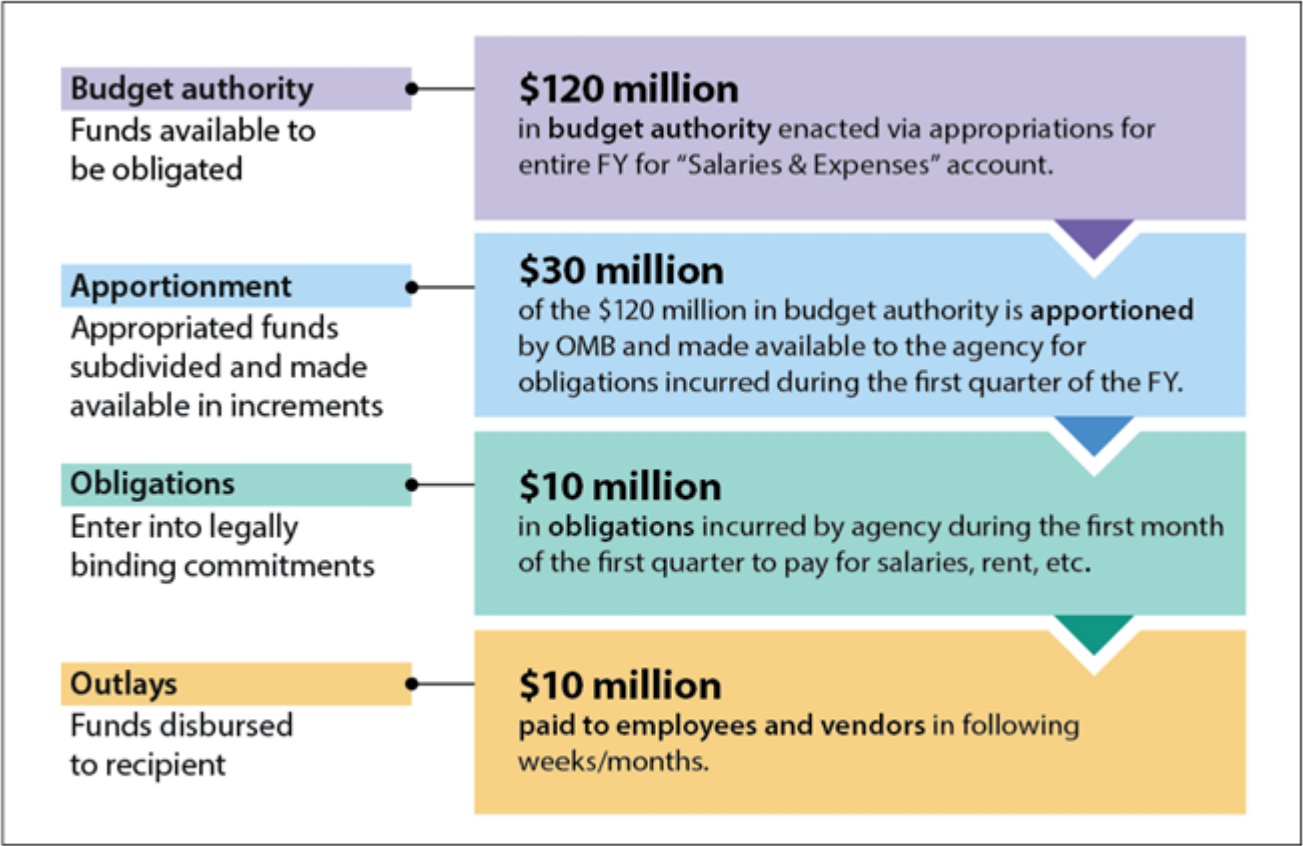 Budget authority
Funds available to
be obligated
$120 million
in budget authority enacted via appropriations for
entire FY for “Salaries & Expenses” account.
Apportionment
Appropriated funds
subdivided and made
available in increments
$30 million
of the $120 million in budget authority is apportioned
by OMB and made available to the agency for
obligations incurred during the first quarter of the FY.
Obligations
Enter into legally
binding commitments
$10 million
in obligations incurred by agency during the first month
of the first quarter to pay for salaries, rent, etc.
Outlays
Funds disbursed
to recipient
$10 million
paid to employees and vendors in following
weeks/months.